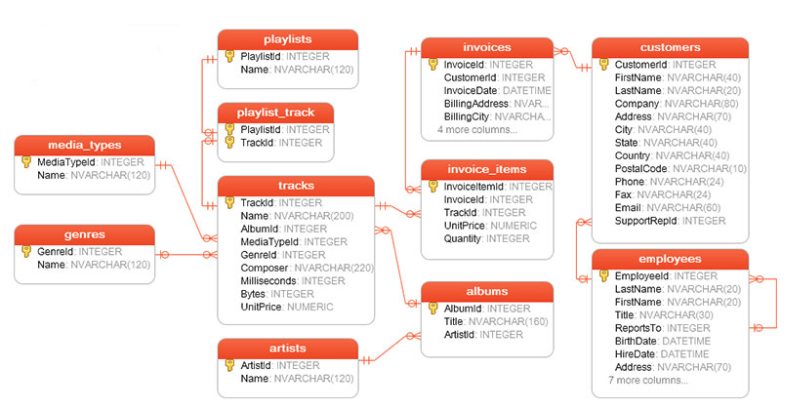 playlists
PlaylistId: INTEGER
Name: NVARCHAR(120)
playlist_track
PlaylistId: INTEGER
TrackId: INTEGER
media_types
MediaTypeId: INTEGER
Name: NVARCHAR(120)
genres
GenreId: INTEGER
Name: NVARCHAR(120)
tracks
TrackId: INTEGER
Name: NVARCHAR(200)
AlbumId: INTEGER
MediaTypeId: INTEGER
GenreId: INTEGER
Composer: NVARCHAR(220)
Milliseconds: INTEGER
Bytes: INTEGER
UnitPrice: NUMERIC
artists
ArtistId: INTEGER
Name: NVARCHAR(120)
invoices
InvoiceId: INTEGER
CustomerId: INTEGER
InvoiceDate: DATETIME
BillingAddress: NVAR...
BillingCity: NVARCHA...
4 more columns...
invoice_items
InvoiceItemId: INTEGER
InvoiceId: INTEGER
TrackId: INTEGER
UnitPrice: NUMERIC
Quantity: INTEGER
albums
AlbumId: INTEGER
Title: NVARCHAR(160)
ArtistId: INTEGER
customers
CustomerId: INTEGER
FirstName: NVARCHAR(40)
LastName: NVARCHAR(20)
Company: NVARCHAR(80)
Address: NVARCHAR(70)
City: NVARCHAR(40)
State: NVARCHAR(40)
Country: NVARCHAR(40)
PostalCode: NVARCHAR(10)
Phone: NVARCHAR(24)
Fax: NVARCHAR(24)
Email: NVARCHAR(60)
SupportRepId: INTEGER
employees
EmployeeId: INTEGER
LastName: NVARCHAR(20)
FirstName: NVARCHAR(20)
Title: NVARCHAR(30)
ReportsTo: INTEGER
BirthDate: DATETIME
HireDate: DATETIME
Address: NVARCHAR(70)
7 more columns...